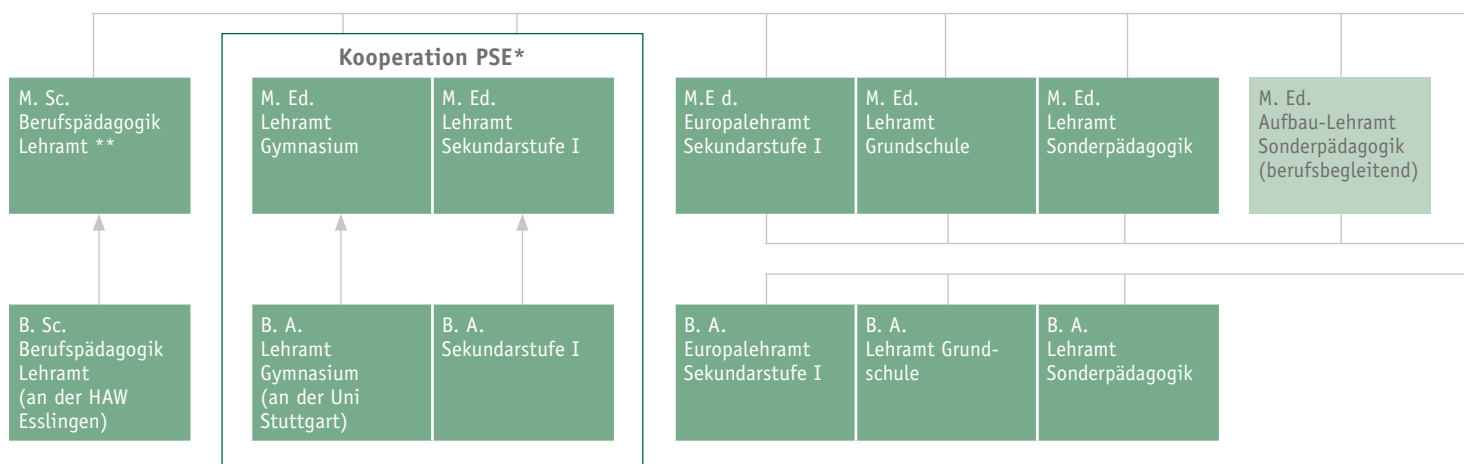 Kooperation PSE*
M. Sc.
Berufspädagogik
Lehramt **
M. Ed.
Lehramt
Gymnasium
M. Ed.
Lehramt
Sekundarstufe I
M.E d.
Europalehramt
Sekundarstufe I
M. Ed.
Lehramt
Grundschule
M. Ed.
Lehramt
Sonderpädagogik
M. Ed.
Aufbau-Lehramt
Sonderpädagogik
(berufsbegleitend)
B. Sc.
Berufspädagogik
Lehramt
(an der HAW
Esslingen)
B. A.
Lehramt
Gymnasium
(an der Uni
Stuttgart)
B. A.
Sekundarstufe I
B. A.
Europalehramt
Sekundarstufe I
B. A.
Lehramt Grund-
schule
B. A.
Lehramt
Sonderpädagogik